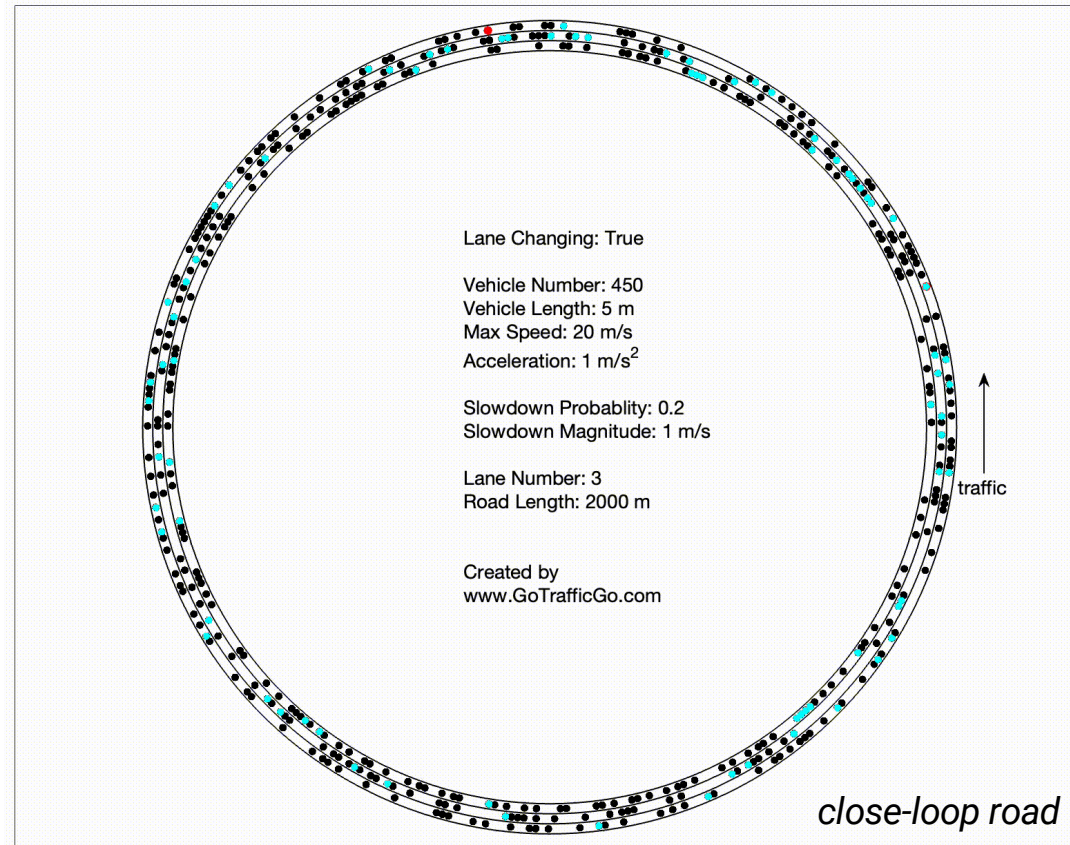 Lane Changing: True
Vehicle Number: 450
Vehicle Length: 5 m
Max Speed: 20 m/s
Acceleration: 1 m/s²
Slowdown Probablity: 0.2
Slowdown Magnitude: 1 m/s
Lane Number: 3
Road Length: 2000 m
traffic
Created by
www.GoTrafficGo.com
close-loop road